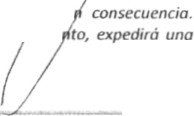 n consecuencia.
nto, expedirá una